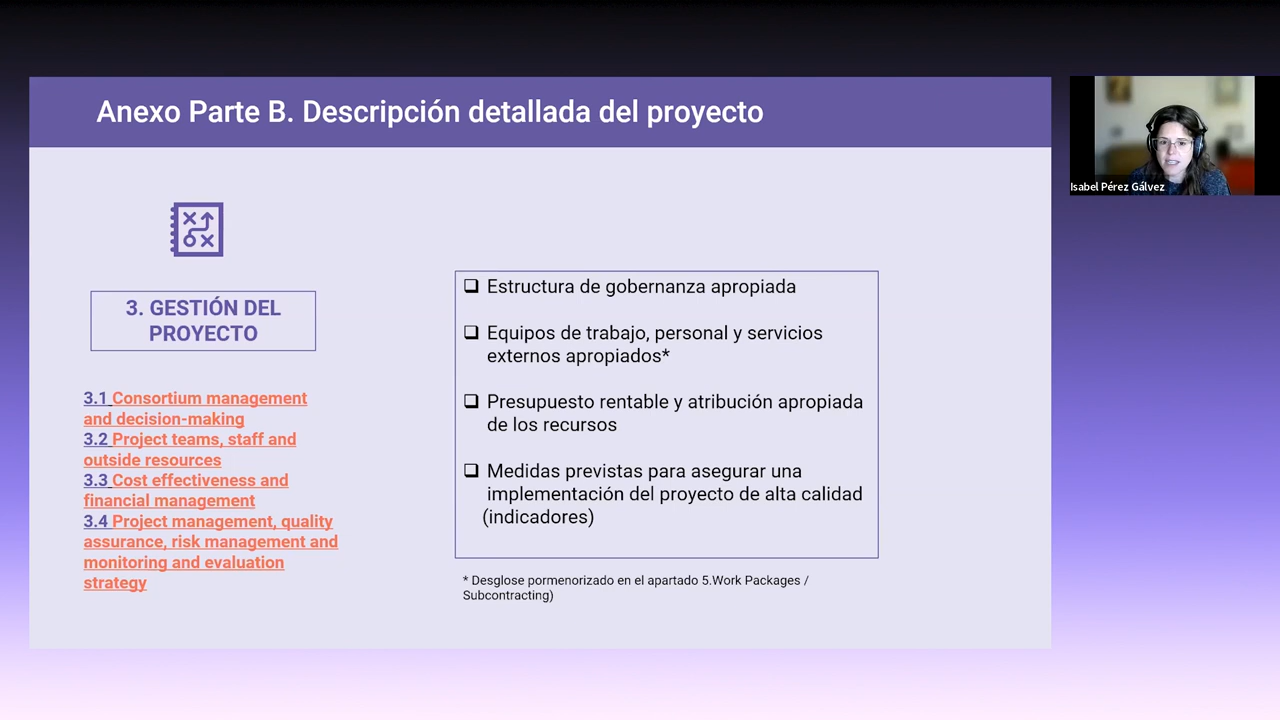 Anexo Parte B. Descripción detallada del proyecto
Isabel Pérez Gálvez
3. GESTIÓN DEL
PROYECTO
3.1 Consortium management
and decision-making
3.2 Project teams, staff and
outside resources
3.3 Cost effectiveness and
financial management
3.4 Project management, quality
assurance, risk management and
monitoring and evaluation
strategy
Estructura de gobernanza apropiada
Equipos de trabajo, personal y servicios
externos apropiados*
Presupuesto rentable y atribución apropiada
de los recursos
Medidas previstas para asegurar una
implementación del proyecto de alta calidad
(indicadores)
* Desglose pormenorizado en el apartado 5.Work Packages /
Subcontracting)